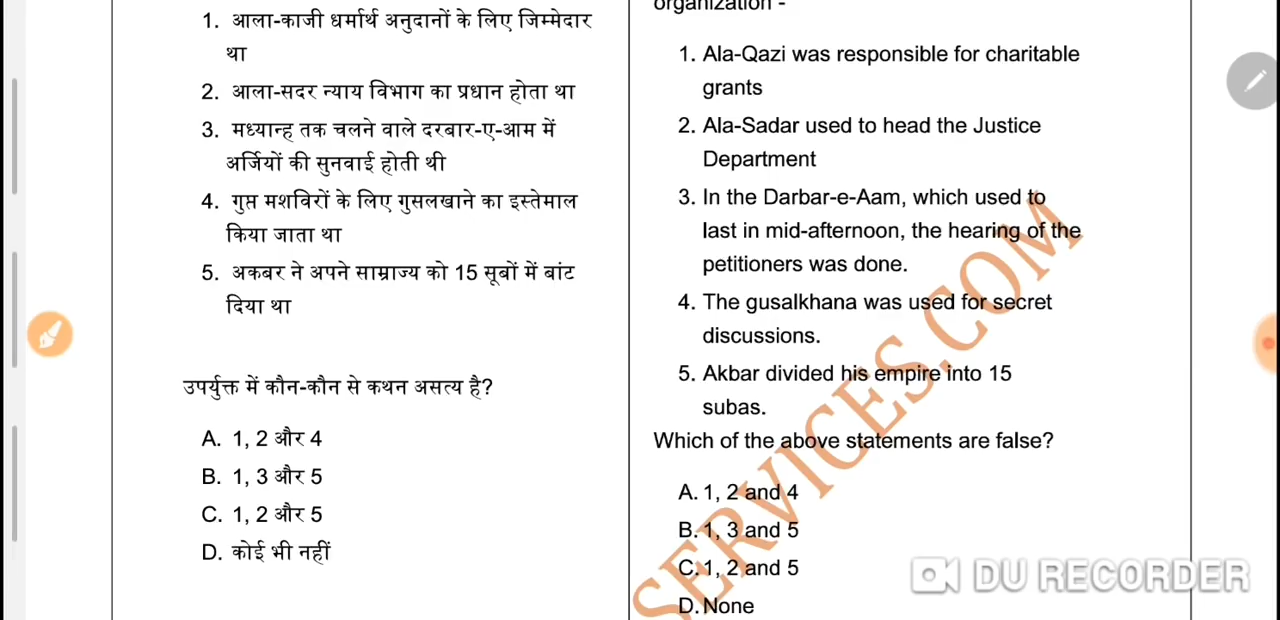 1. आला-काजी धर्मार्थ अनुदानों के लिए जिम्मेदार
था
2. आला-सदर न्याय विभाग का प्रधान होता था
3. मध्यान्ह तक चलने वाले दरबार-ए-आम में
अर्जियों की सुनवाई होती थी
4. गुप्त मशविरों के लिए गुसलखाने का इस्तेमाल
किया जाता था
5. अकबर ने अपने साम्राज्य को 15 सूबों में बांट
दिया था
उपर्युक्त में कौन-कौन से कथन असत्य है?
A. 1, 2 और 4
B. 1, 3 और 5
C. 1, 2 और 5
D. कोई भी नहीं
organization -
1. Ala-Qazi was responsible for charitable
grants
2. Ala-Sadar used to head the Justice
Department
3. In the Darbar-e-Aam, which used to
last in mid-afternoon, the hearing of the
petitioners was done.
4. The gusalkhana was used for secret
discussions.
5. Akbar divided his empire into 15
subas.
Which of the above statements are false?
A. 1, 2 and 4
B. 1, 3 and 5
C. 1, 2 and 5
D. None
SERVICES.COM
DU RECORDER